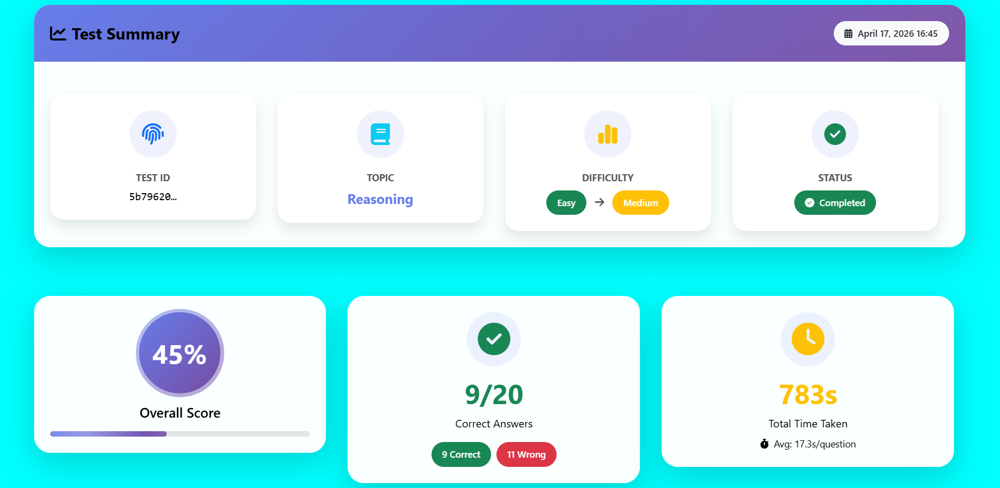 Test Summary
April 17, 2026 16:45
TEST ID
5b79620...
TOPIC
Reasoning
DIFFICULTY
Easy → Medium
STATUS
Completed
45%
Overall Score
9/20
Correct Answers
9 Correct
11 Wrong
783s
Total Time Taken
Avg: 17.3s/question